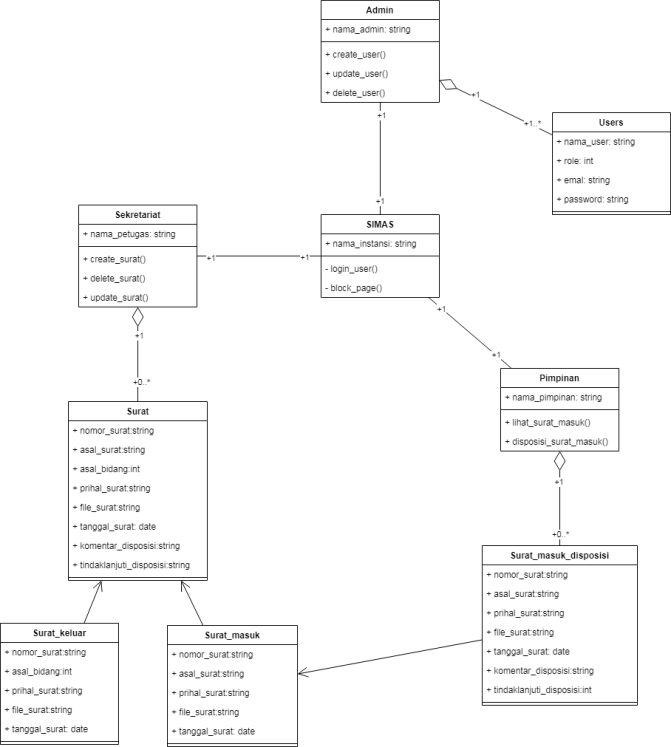 Admin
+ nama_admin: string
+ create_user()
+ update_user()
+ delete_user()
+1
+1
+1..*
Users
+ nama_user: string
+ role: int
+ emal: string
+ password: string
+1
SIMAS
+ nama_instansi: string
- login_user()
- block_page()
Sekretariat
+ nama_petugas: string
+ create_surat()
+ delete_surat()
+ update_surat()
+1
+1
+1
+0..*
+1
+1
Pimpinan
+ nama_pimpinan: string
+ lihat_surat_masuk()
+ disposisi_surat_masuk()
+1
+0..*
Surat
+ nomor_surat:string
+ asal_surat:string
+ asal_bidang:int
+ prihal_surat:string
+ file_surat:string
+ tanggal_surat: date
+ komentar_disposisi:string
+ tindaklanjuti_disposisi:string
Surat_masuk_disposisi
+ nomor_surat:string
+ asal_surat:string
+ prihal_surat:string
+ file_surat:string
+ tanggal_surat: date
+ komentar_disposisi:string
+ tindaklanjuti_disposisi:int
Surat_keluar
+ nomor_surat:string
+ asal_bidang:int
+ prihal_surat:string
+ file_surat:string
+ tanggal_surat: date
Surat_masuk
+ nomor_surat:string
+ asal_surat:string
+ prihal_surat:string
+ file_surat:string
+ tanggal_surat: date